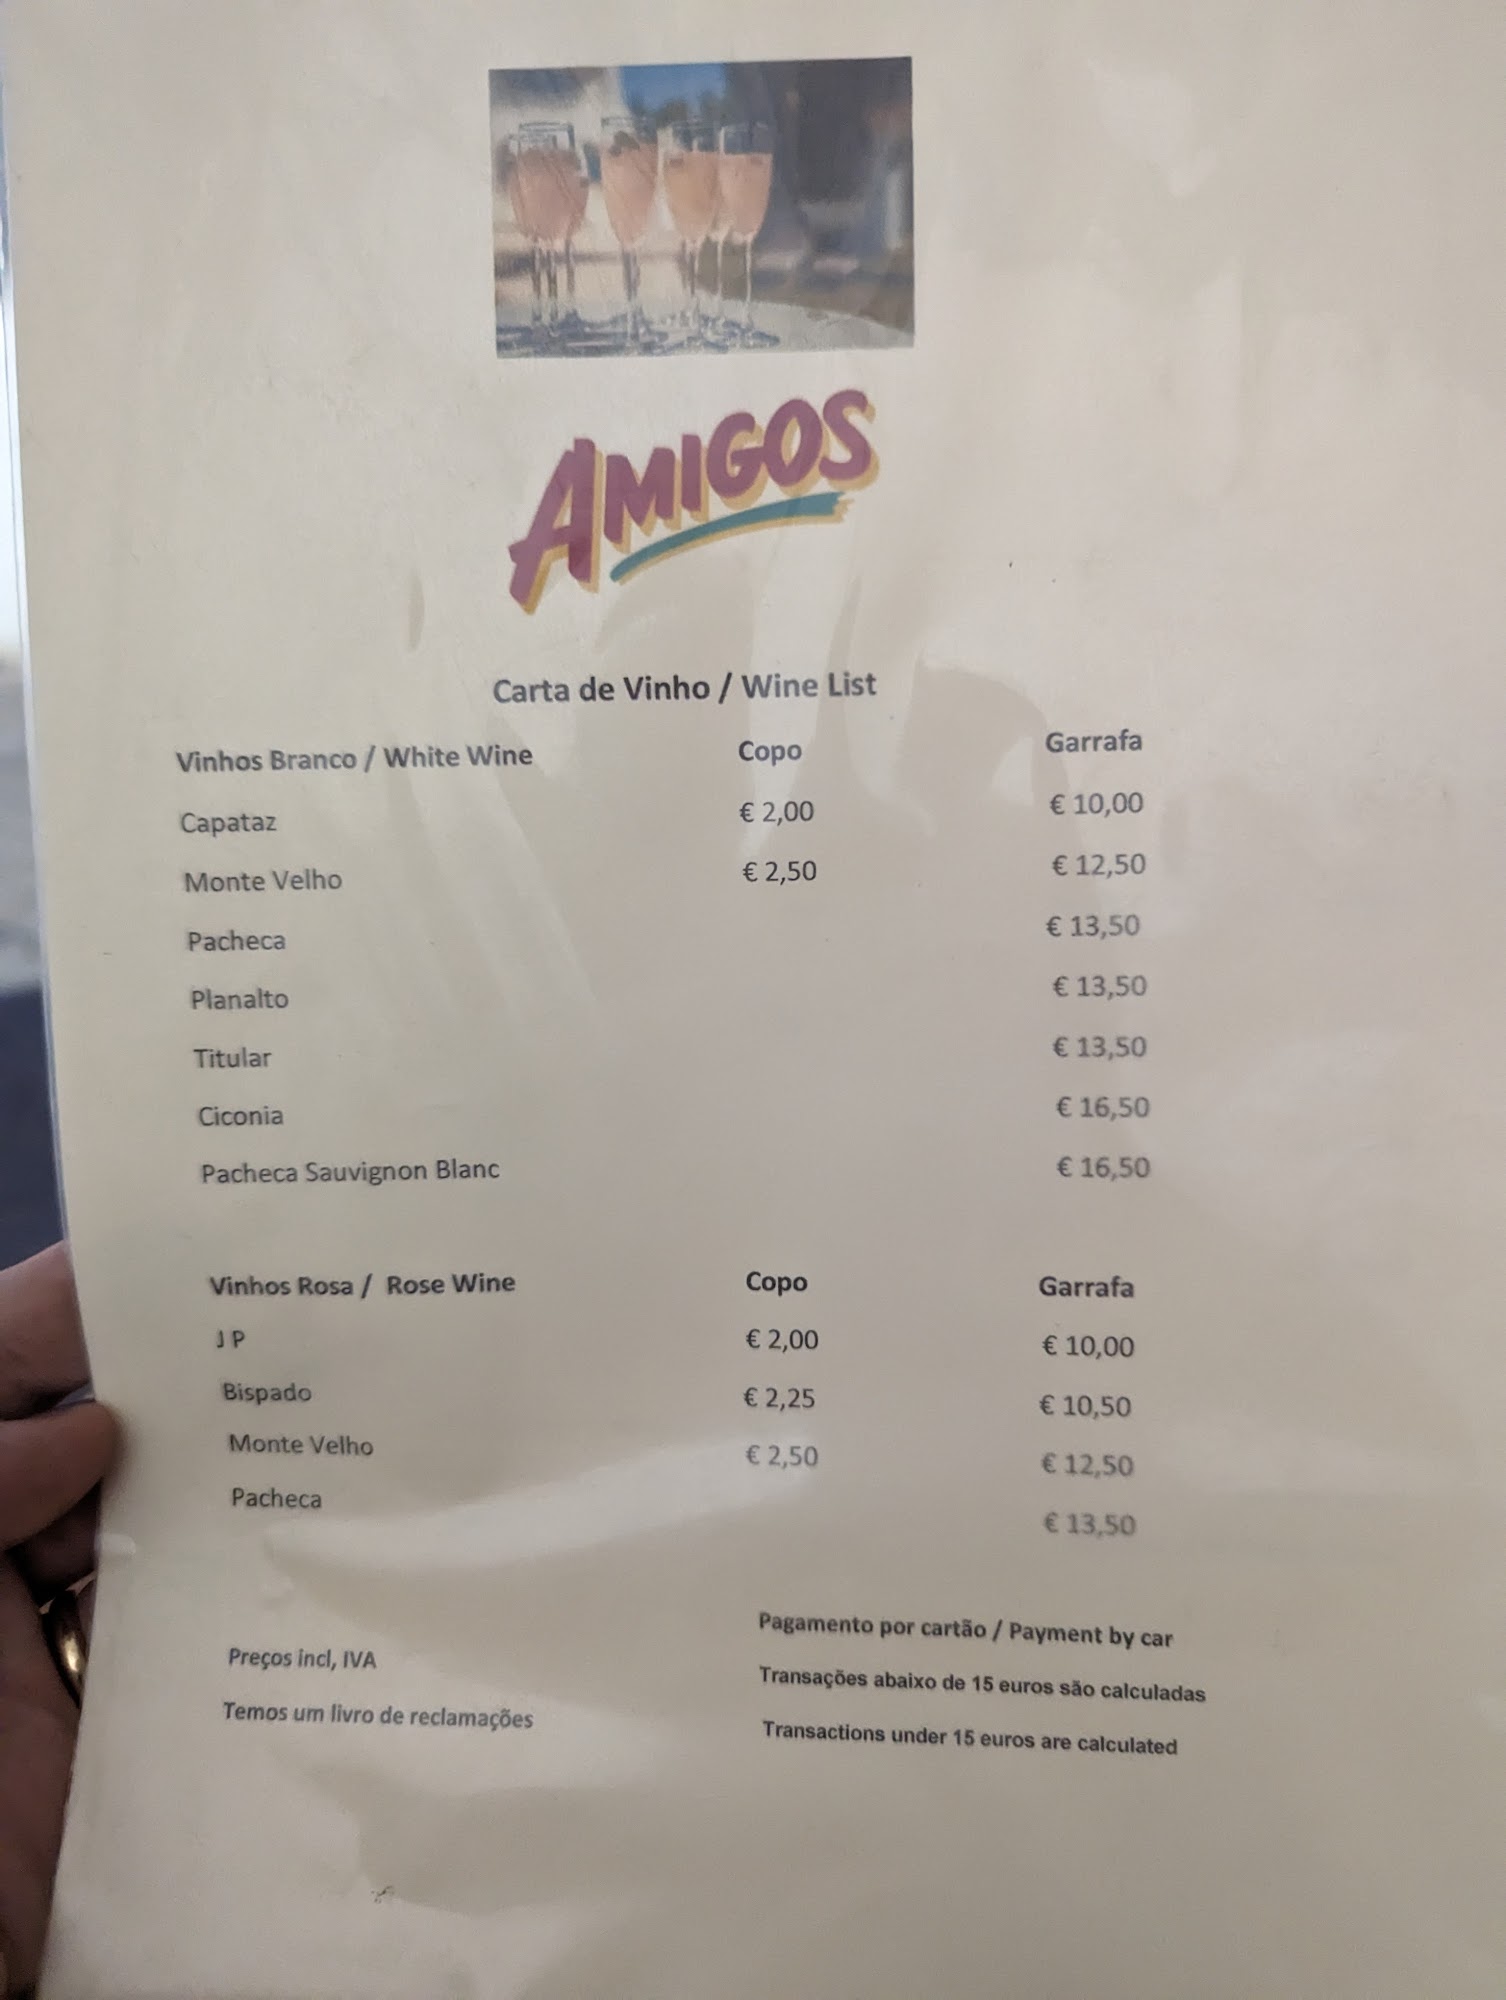 AMIGOS
Carta de Vinho / Wine List
Vinhos Branco / White Wine Copo Garrafa
Capataz € 2,00 € 10,00
Monte Velho € 2,50 € 12,50
Pacheca € 13,50
Planalto € 13,50
Titular € 13,50
Ciconia € 16,50
Pacheca Sauvignon Blanc € 16,50
Vinhos Rosa / Rose Wine Copo Garrafa
J P € 2,00 € 10,00
Bispado € 2,25 € 10,50
Monte Velho € 2,50 € 12,50
Pacheca € 13,50
Preços incl, IVA
Temos um livro de reclamações
Pagamento por cartão / Payment by car
Transações abaixo de 15 euros são calculadas
Transactions under 15 euros are calculated